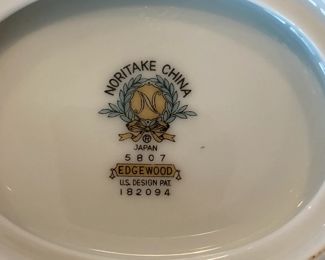 NORITAKE CHINA
N
®
JAPAN
5807
EDGEWOOD
U.S. DESIGN PAT.
182094